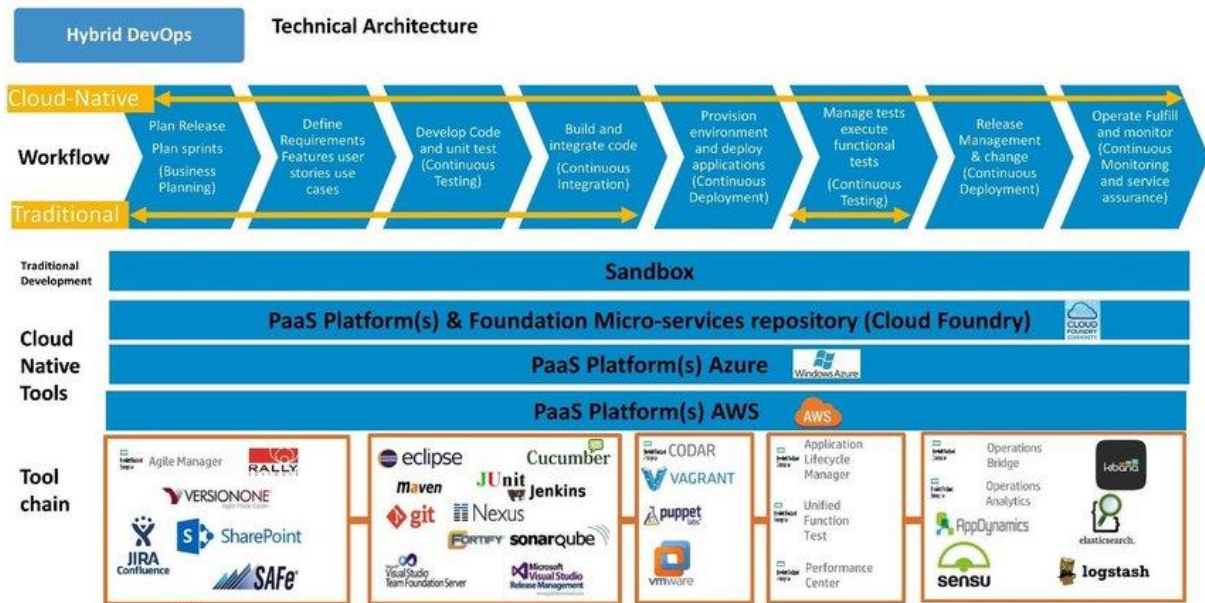 Hybrid DevOps
Technical Architecture
Cloud-Native
Workflow
Traditional
Plan Release
Plan sprints
(Business
Planning)
Define
Requirements
Features user
stories use
cases
Develop Code
and unit test
(Continuous
Testing)
Build and
integrate code
(Continuous
Integration)
Provision
environment
and deploy
applications
(Continuous
Deployment)
Manage tests
execute
functional
tests
(Continuous
Testing)
Release
Management
& change
(Continuous
Deployment)
Operate Fulfill
and monitor
(Continuous
Monitoring
and service
assurance)
Traditional
Development
Sandbox
Cloud
Native
Tools
PaaS Platform(s) & Foundation Micro-services repository (Cloud Foundry)
CLOUD
FOUNDRY
COMMUNITY
PaaS Platform(s) Azure
Windows Azure
PaaS Platform(s) AWS
AWS
Tool
chain
Agile Manager
RALLY
VERSIONONE
JIRA
Confluence
SharePoint
SAFe
eclipse
Cucumber
maven
JUnit
Jenkins
git
Nexus
FORTIFY
sonarqube
Visual Studio
Team Foundation Server
Microsoft
Visual Studio
Release Management
CODAR
VAGRANT
puppet
labs
vmware
Application
Lifecycle
Manager
Unified
Function
Test
Performance
Center
Operations
Bridge
Operations
Analytics
AppDynamics
sensu
kibana
elasticsearch.
logstash